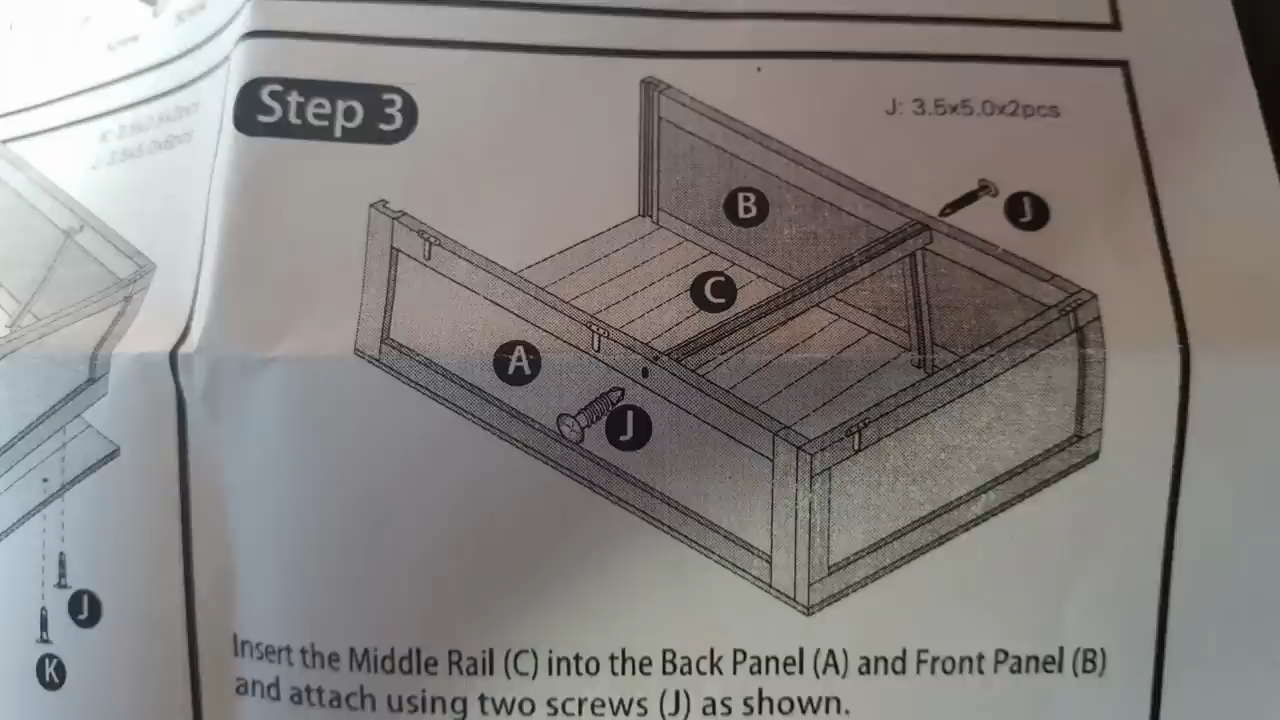 Step 3
J: 3.5x5.0x2pcs
B
J
C
A
J
J
K
Insert the Middle Rail (C) into the Back Panel (A) and Front Panel (B)
and attach using two screws (J) as shown.